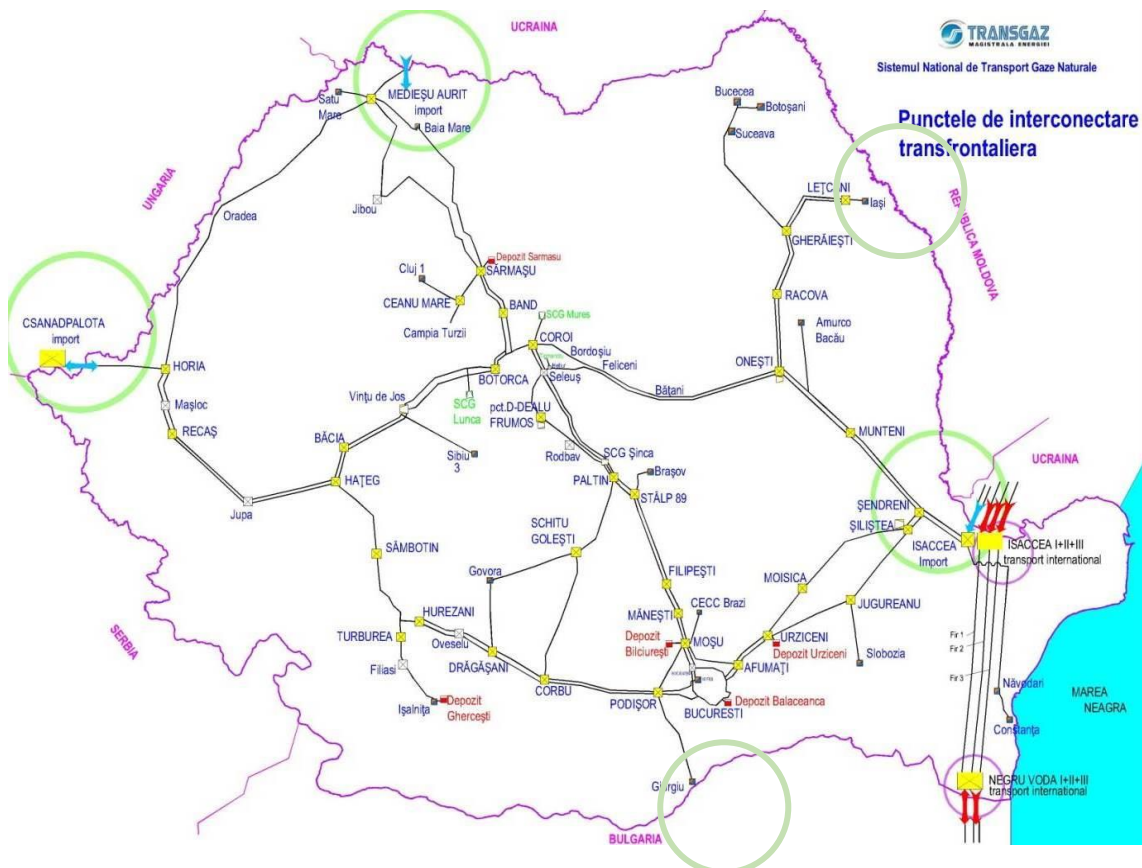 UCRAINA
TRANSGAZ
MAGISTRALA ENERGIEI
Sistemul National de Transport Gaze Naturale
Punctele de interconectare
transfrontaliera
MEDIEŞU AURIT
import
Satu
Mare
Baia Mare
Bucecea
Botoşani
Suceava
UNGARIA
Jibou
LEŢCANI
Iaşi
REPUBLICA MOLDOVA
Oradea
GHERĂIEŞTI
Depozit Sarmasu
SĂRMAŞU
Cluj 1
CEANU MARE
BAND
RACOVA
Campia Turzii
SCG Mures
Amurco
Bacău
CSANADPALOTA
import
COROI
Bordoşiu
HORIA
Feliceni
ONEŞTI
BOTORCA
Seleuş
Băţani
Maşloc
Vinţu de Jos
SCG
Lunca
pct.D-DEALU
FRUMOS
RECAŞ
BĂCIA
Sibiu
3
Rodbav
SCG Şinca
MUNTENI
UCRAINA
HAŢEG
PALTIN
Braşov
STÂLP 89
Jupa
ŞENDRENI
ŞILIŞTEA
SCHITU
GOLEŞTI
ISACCEA
Import
ISACCEA I+II+III
transport international
SÂMBOTIN
Govora
FILIPEŞTI
MOISICA
CECC Brazi
JUGUREANU
HUREZANI
MĂNEŞTI
SERBIA
TURBUREA
Oveselu
Depozit
Bilciureşti
MOŞU
URZICENI
Depozit Urziceni
Fir 1
Fir 2
Filiasi
DRĂGĂŞANI
AFUMAŢI
Slobozia
Fir 3
CORBU
Năvodari
MAREA
NEAGRA
Işalniţa
Depozit
Gherceşti
PODIŞOR
BUCURESTI
Depozit Balaceanca
Constanţa
Giurgiu
NEGRU VODA I+II+III
transport international
BULGARIA